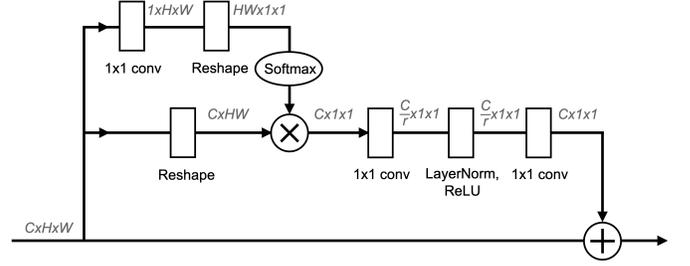 1xHxW
HWx1x1
1x1 conv
Reshape
Softmax
CxHW
Cx1x1
C/r x1x1
C/r x1x1
Cx1x1
Reshape
1x1 conv
LayerNorm,
ReLU
1x1 conv
CxHxW